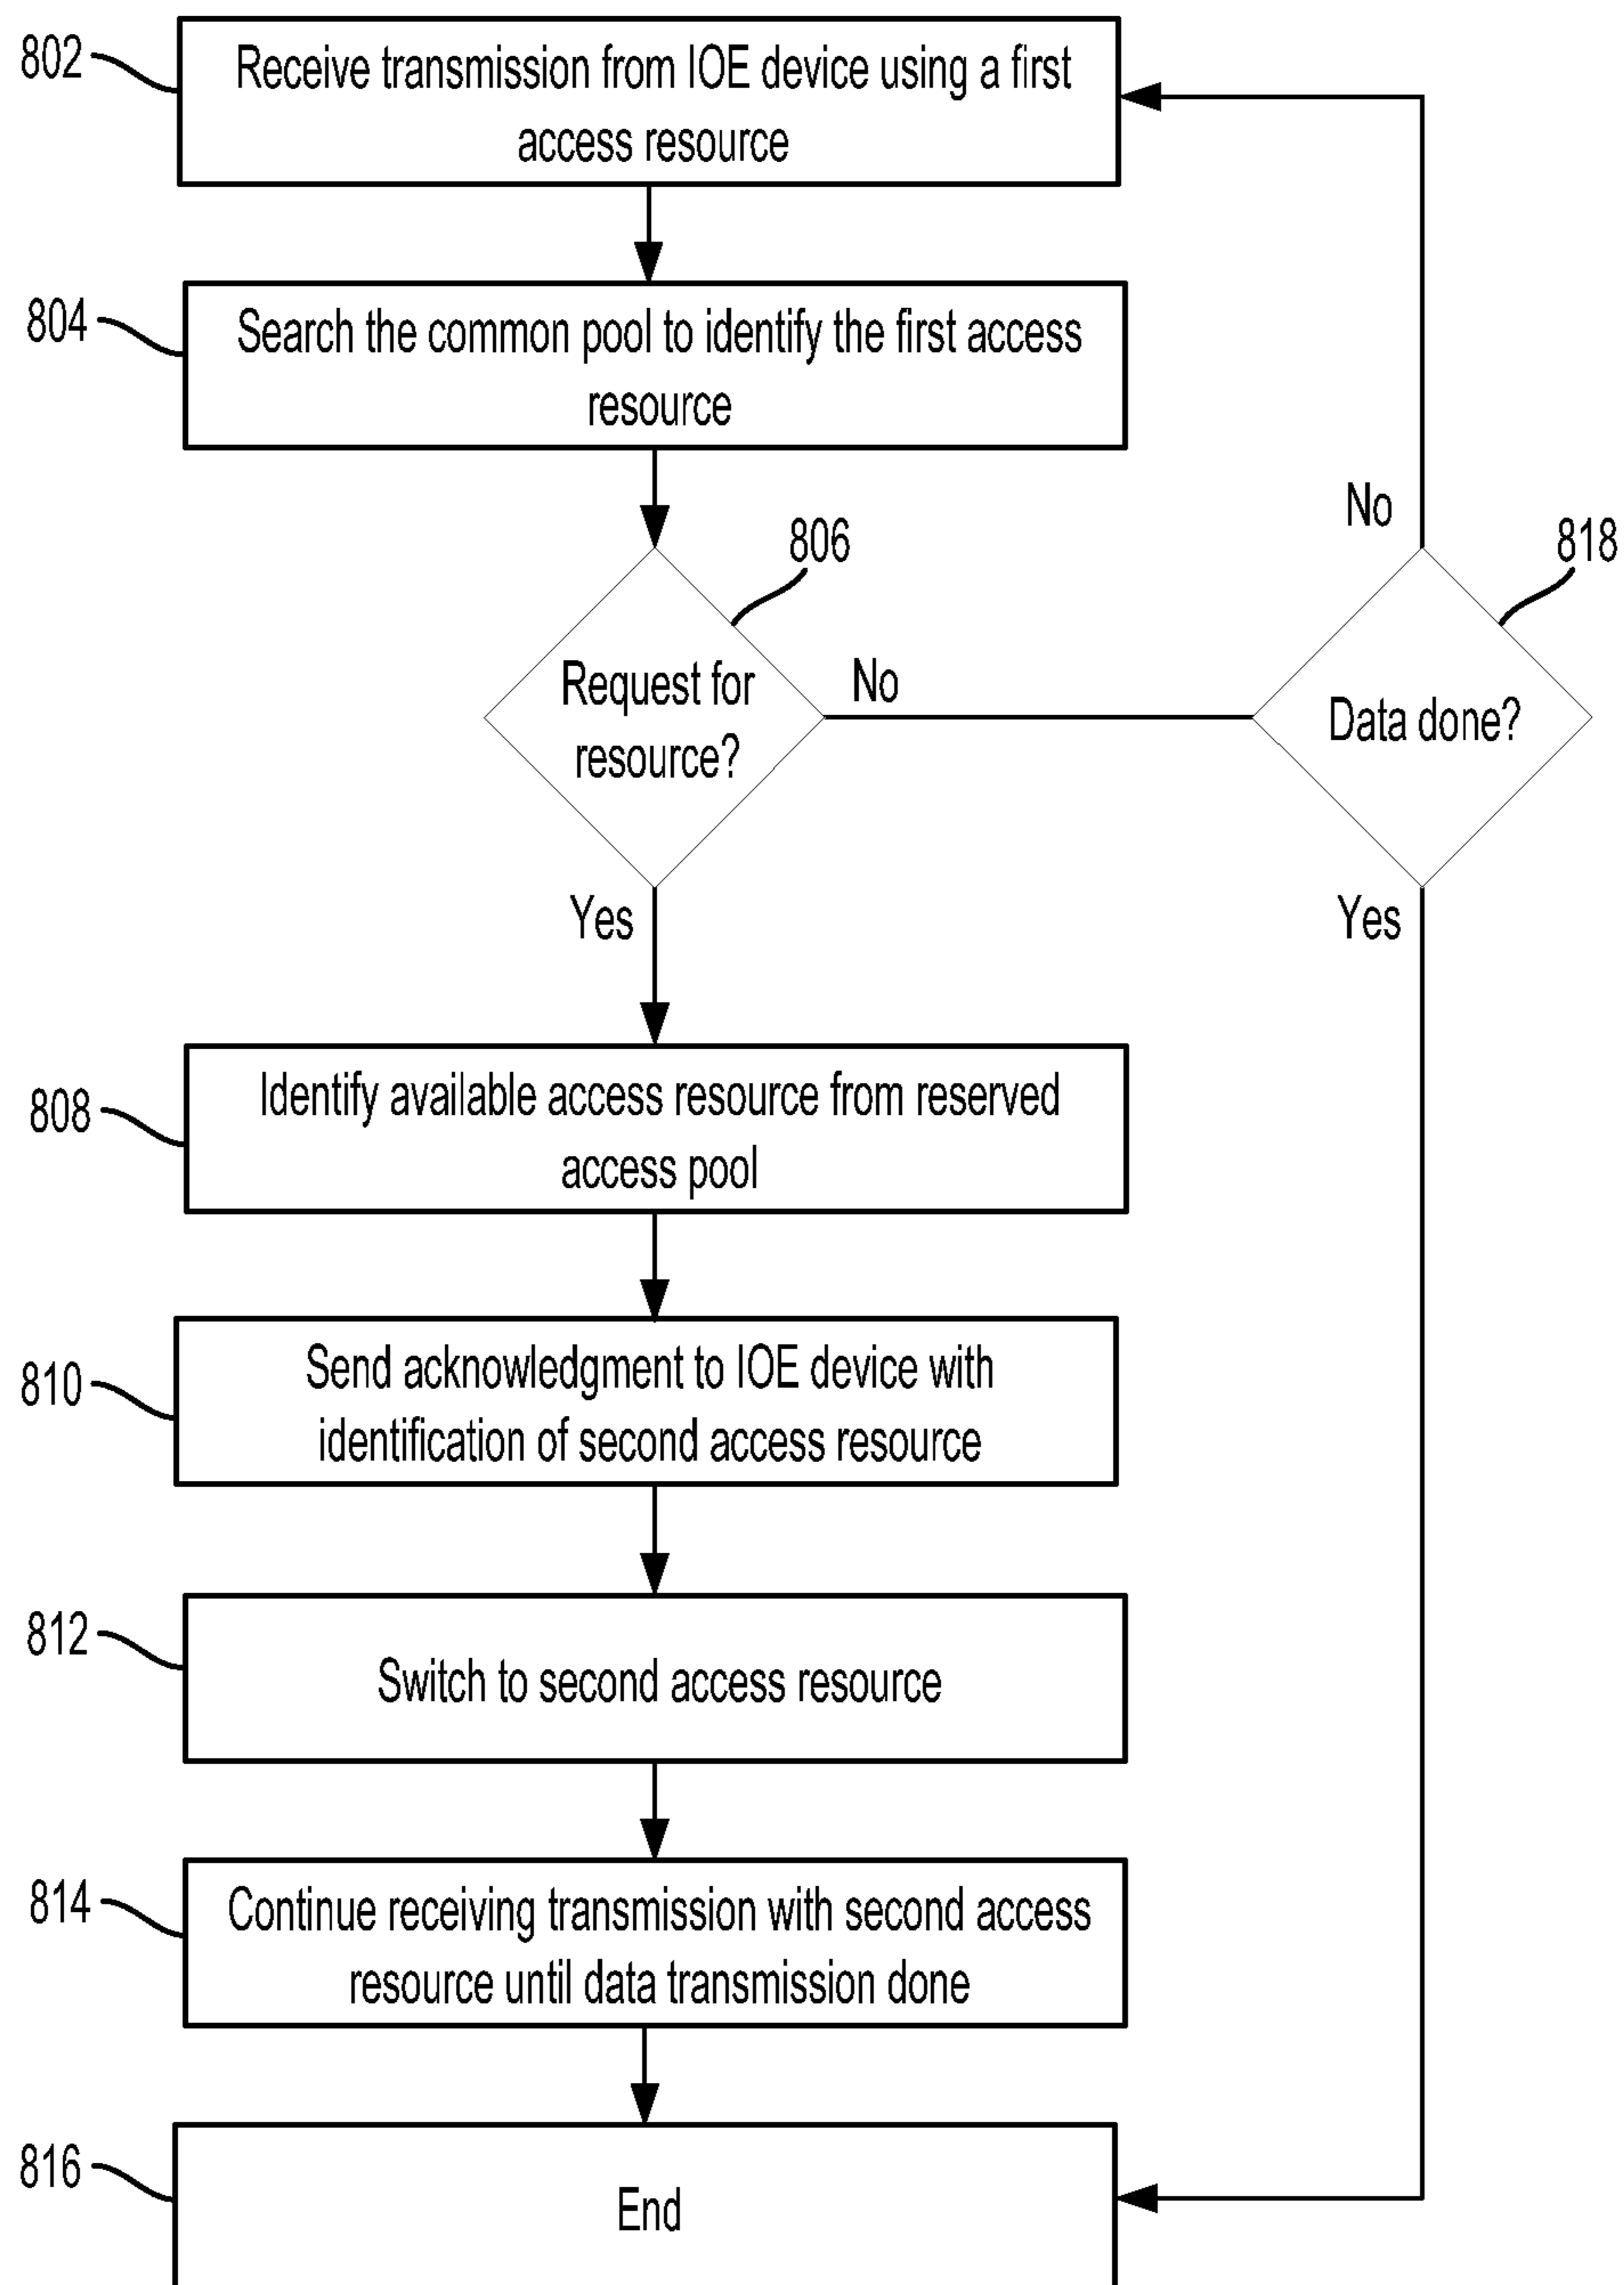 802
Receive transmission from IOE device using a first
access resource
804
Search the common pool to identify the first access
resource
806
Request for
resource?
No
Yes
818
Data done?
No
Yes
808
Identify available access resource from reserved
access pool
810
Send acknowledgment to IOE device with
identification of second access resource
812
Switch to second access resource
814
Continue receiving transmission with second access
resource until data transmission done
816
End